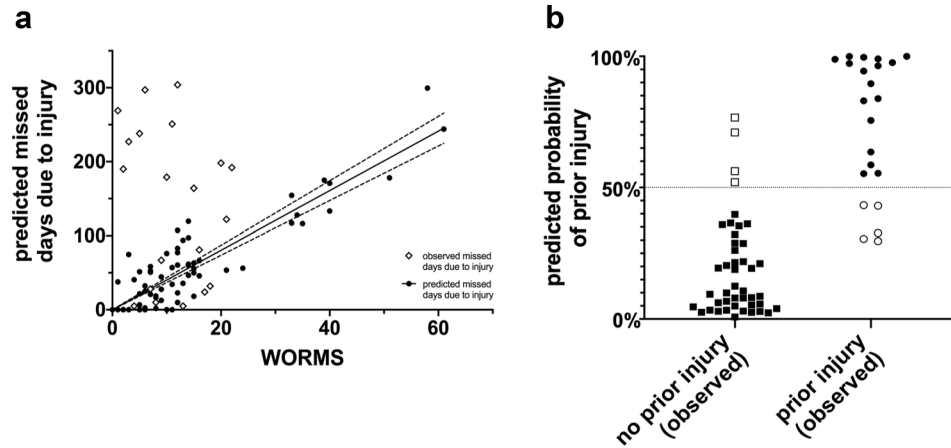 a
predicted missed
days due to injury
300
200
100
0
0
20
40
60
WORMS
observed missed
days due to injury
predicted missed
days due to injury
b
predicted probability
of prior injury
100%
50%
0%
no prior injury
(observed)
prior injury
(observed)